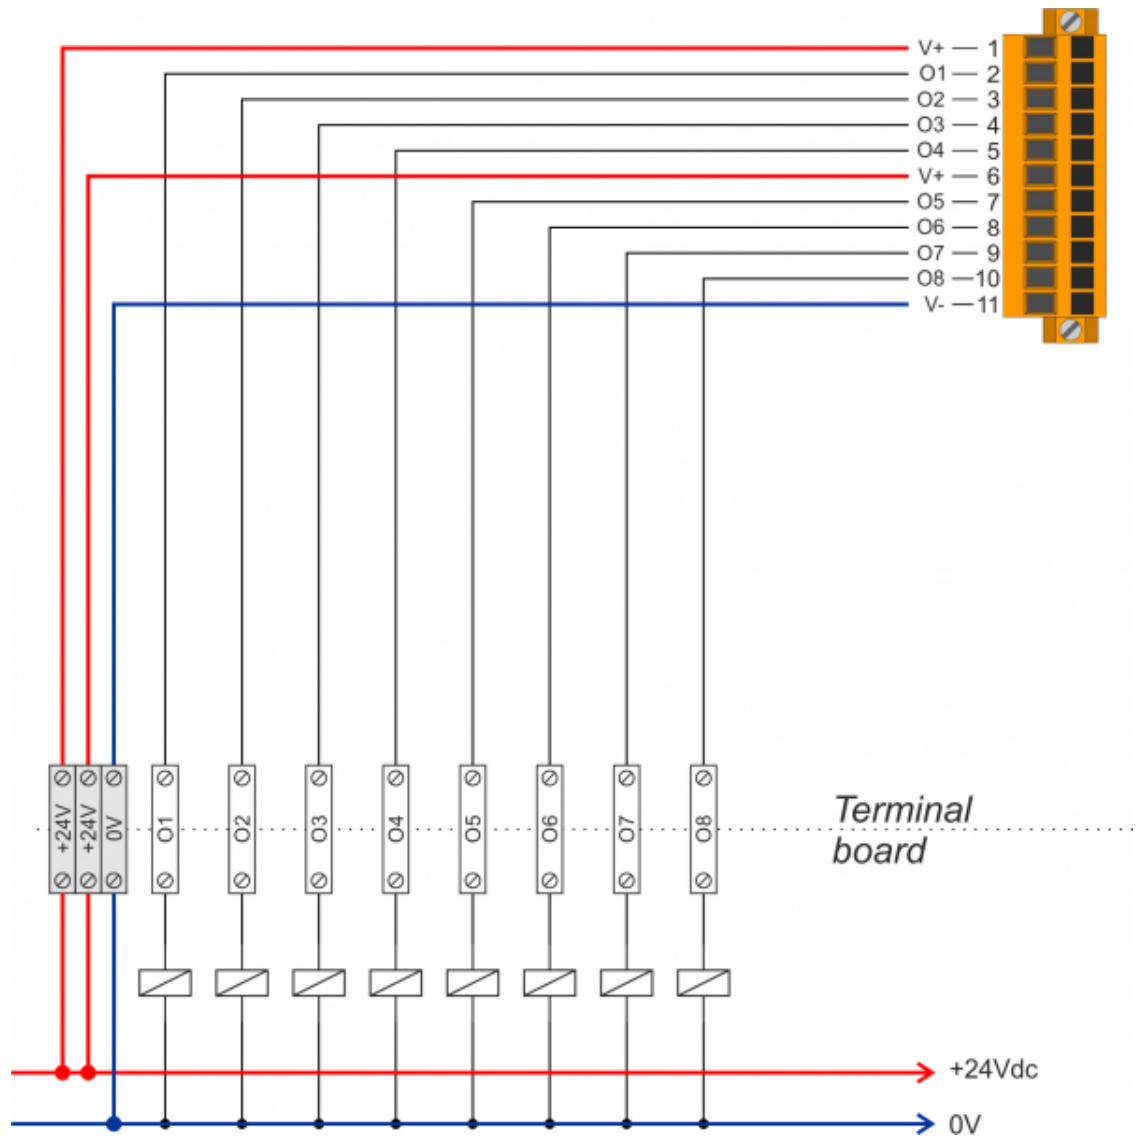 V+ — 1
O1 — 2
O2 — 3
O3 — 4
O4 — 5
V+ — 6
O5 — 7
O6 — 8
O7 — 9
O8 — 10
V- — 11
+24V
+24V
0V
O1
O2
O3
O4
O5
O6
O7
O8
Terminal
board
+24Vdc
0V